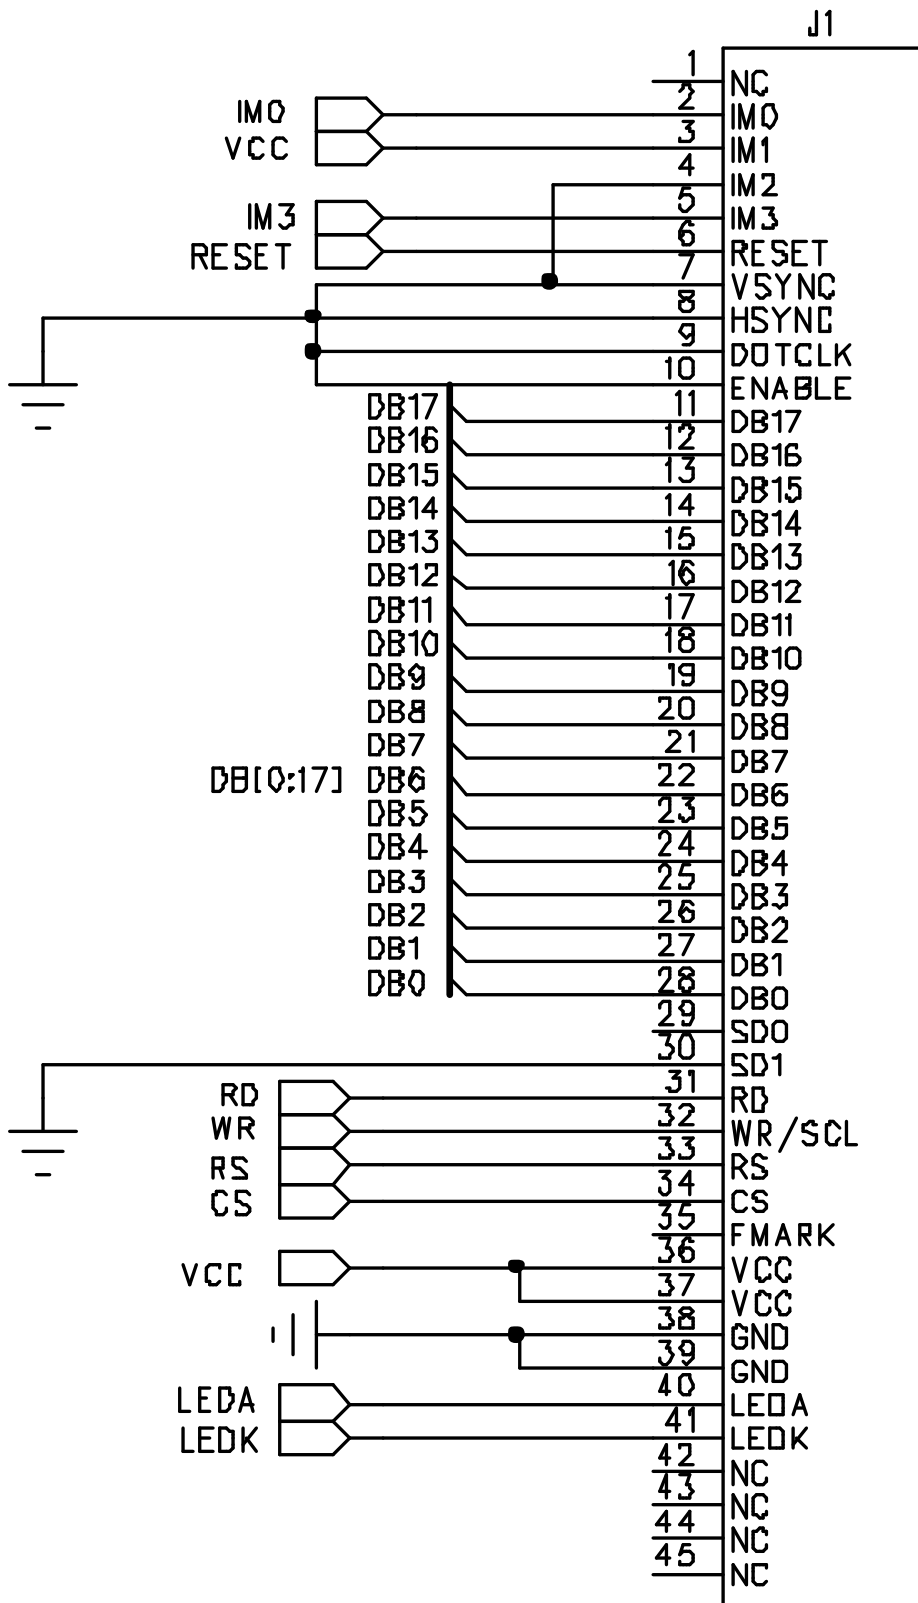 J1
1 NC
IM0 2 IM0
VCC 3 IM1
4 IM2
IM3 5 IM3
RESET 6 RESET
7 VSYNC
8 HSYNC
9 DOTCLK
10 ENABLE
DB17 11 DB17
DB16 12 DB16
DB15 13 DB15
DB14 14 DB14
DB13 15 DB13
DB12 16 DB12
DB11 17 DB11
DB10 18 DB10
DB9 19 DB9
DB8 20 DB8
DB7 21 DB7
DB[0:17] DB6 22 DB6
DB5 23 DB5
DB4 24 DB4
DB3 25 DB3
DB2 26 DB2
DB1 27 DB1
DB0 28 DB0
29 SDO
30 SD1
RD 31 RD
WR 32 WR/SCL
RS 33 RS
CS 34 CS
35 FMARK
VCC 36 VCC
37 VCC
38 GND
39 GND
LEDA 40 LEDA
LEDK 41 LEDK
42 NC
43 NC
44 NC
45 NC